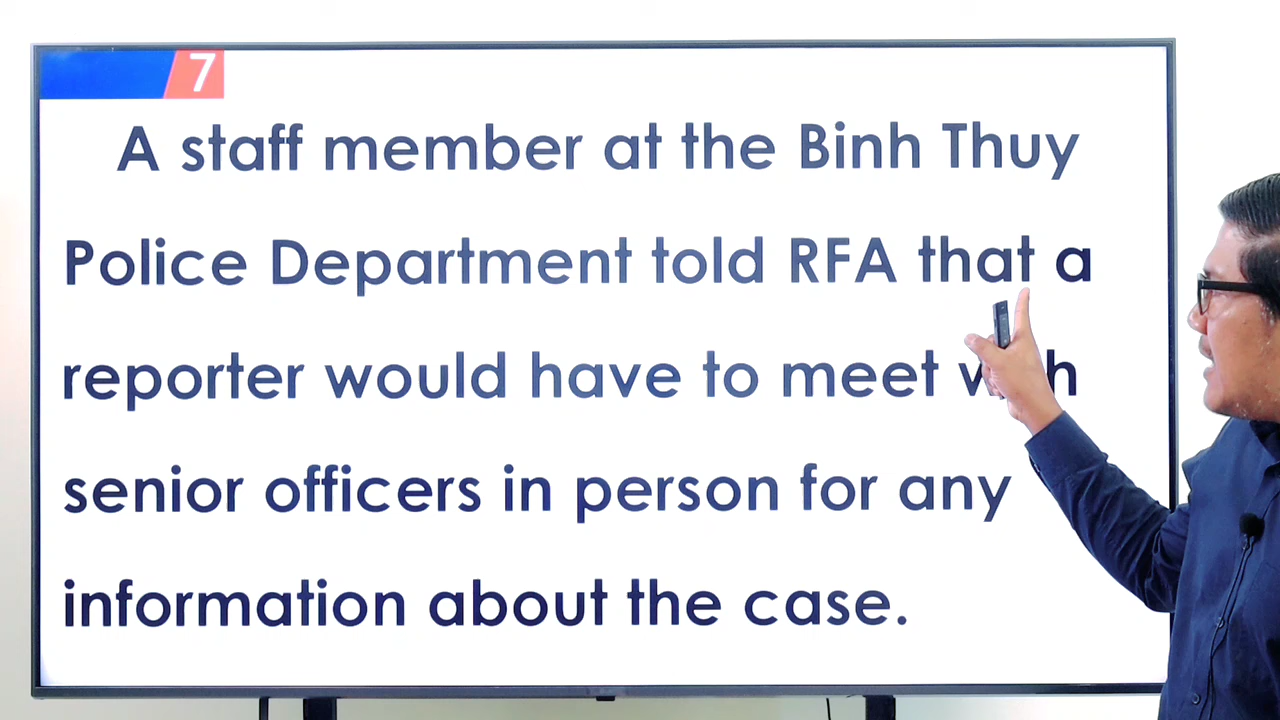 7
A staff member at the Binh Thuy
Police Department told RFA that a
reporter would have to meet with
senior officers in person for any
information about the case.